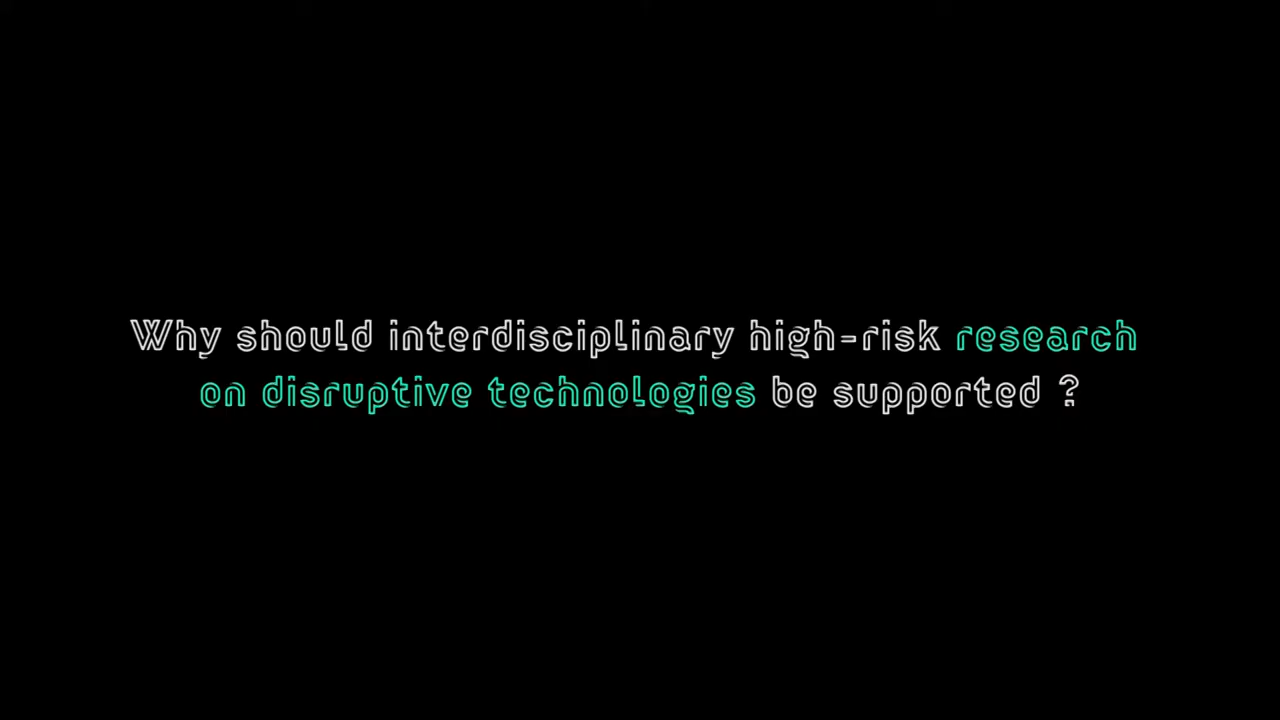 Why should interdisciplinary high-risk research
on disruptive technologies be supported ?